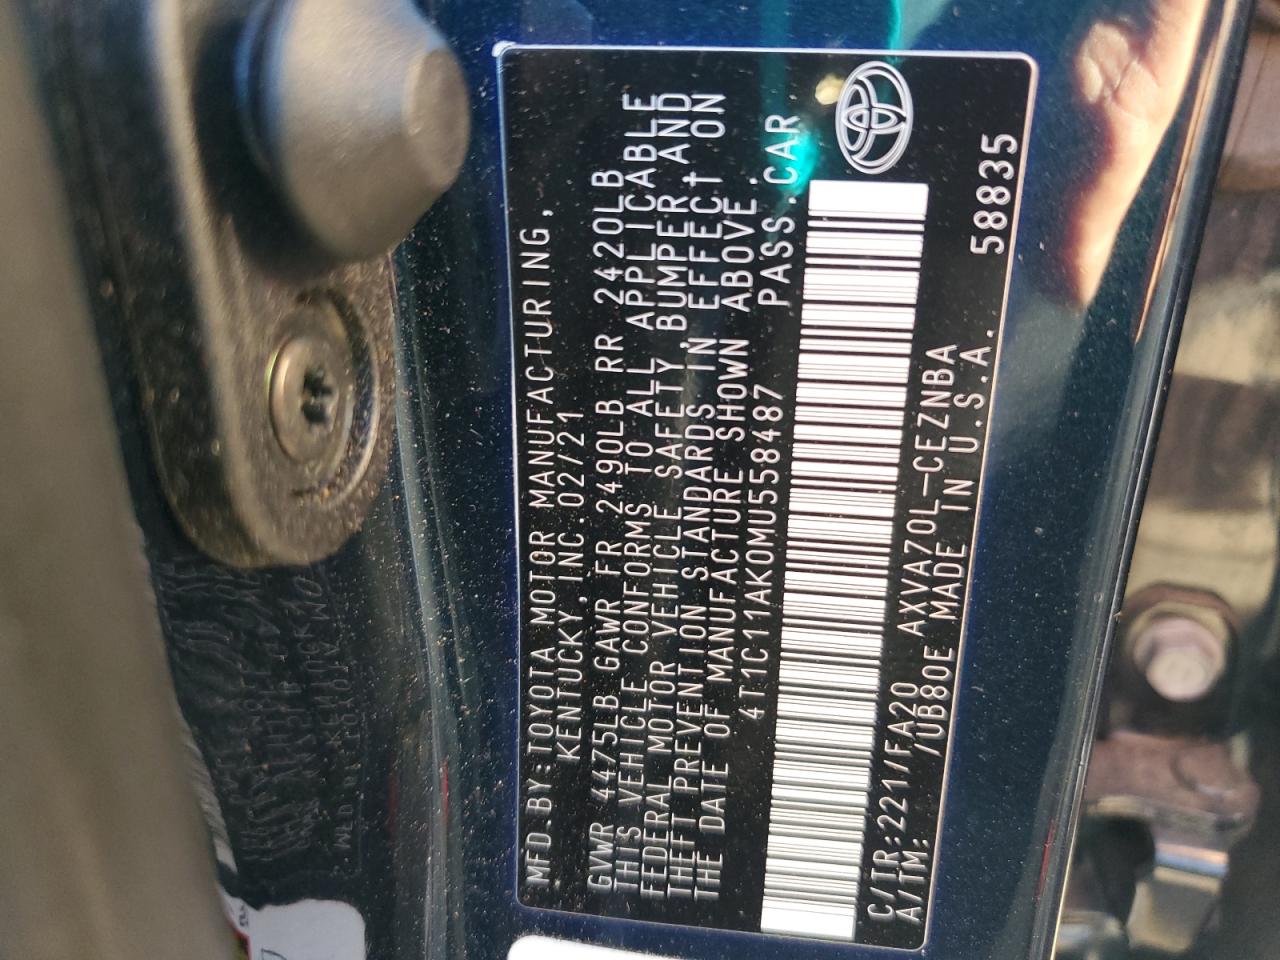 MFD.BY:TOYOTA MOTOR MANUFACTURING,
KENTUCKY,INC.02/21
GVWR 4475LB GAWR FR 2490LB RR 2420LB
THIS VEHICLE CONFORMS TO ALL APPLICABLE
FEDERAL MOTOR VEHICLE SAFETY,BUMPER AND
THEFT PREVENTION STANDARDS IN EFFECT ON
THE DATE OF MANUFACTURE SHOWN ABOVE.
4T1C11AK0MU558487 PASS.CAR
C/TR:221/FA20 AXVA70L-CEZNBA
A/TM: /UB80E MADE IN U.S.A. 58835